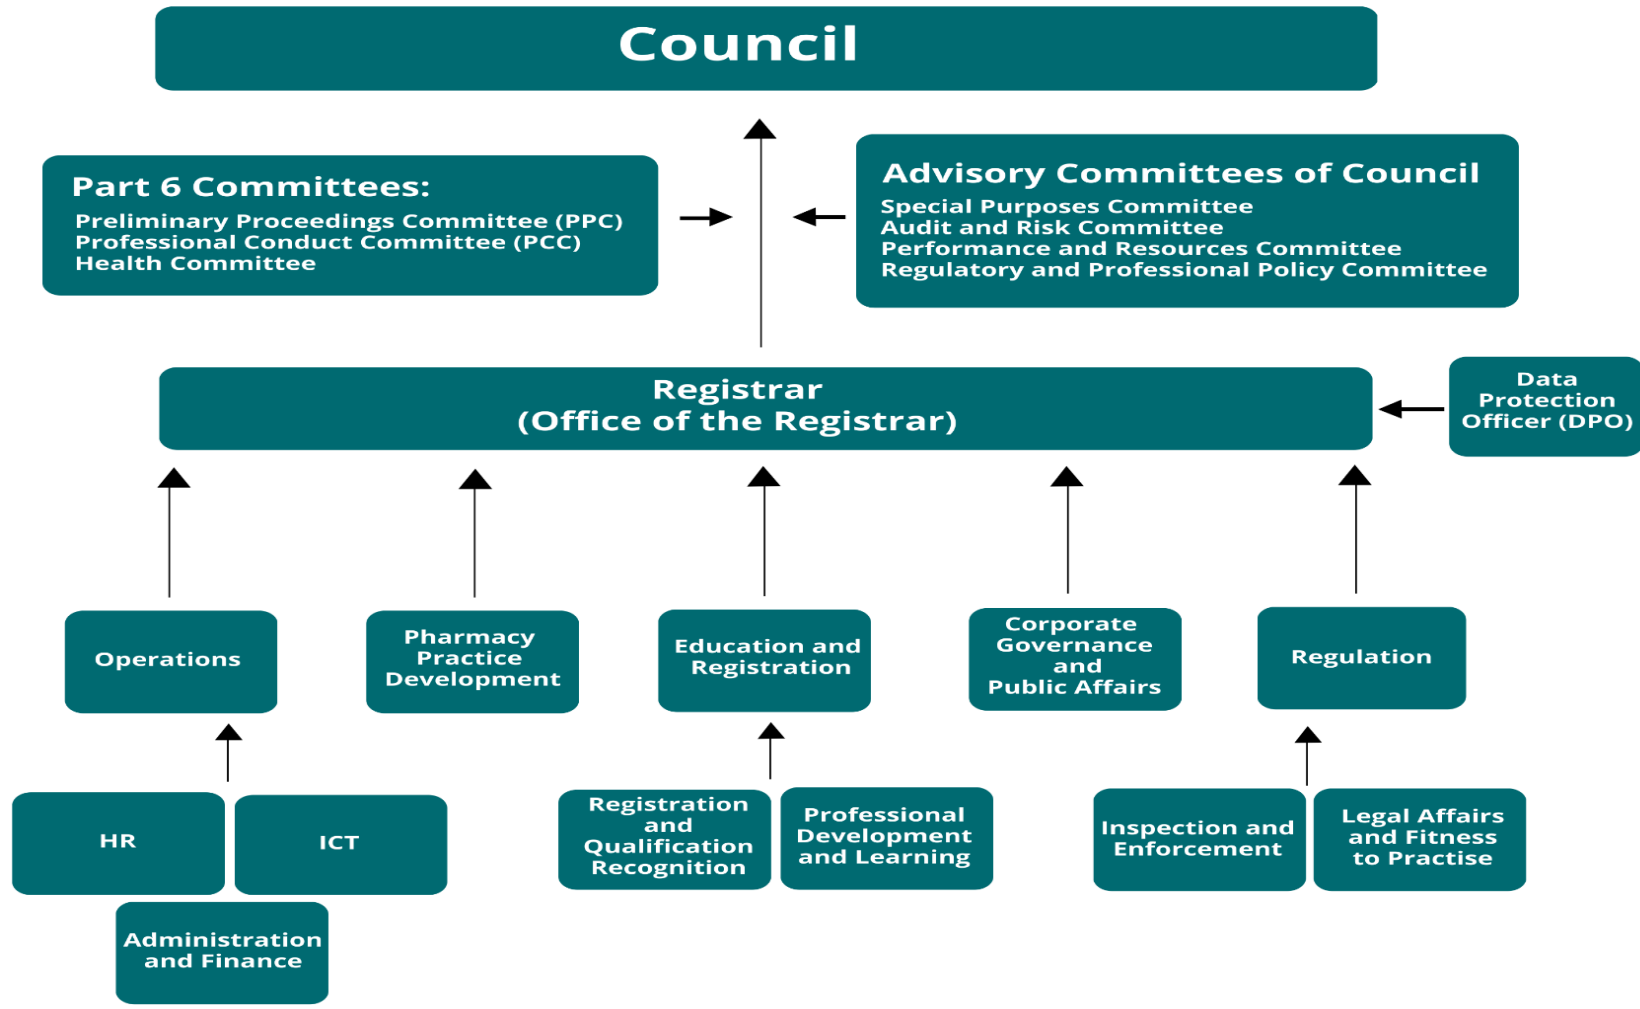 Council
Part 6 Committees:
Preliminary Proceedings Committee (PPC)
Professional Conduct Committee (PCC)
Health Committee
Advisory Committees of Council
Special Purposes Committee
Audit and Risk Committee
Performance and Resources Committee
Regulatory and Professional Policy Committee
Registrar
(Office of the Registrar)
Data
Protection
Officer (DPO)
Operations
Pharmacy
Practice
Development
Education and
Registration
Corporate
Governance
and
Public Affairs
Regulation
HR
ICT
Administration
and Finance
Registration
and
Qualification
Recognition
Professional
Development
and Learning
Inspection and
Enforcement
Legal Affairs
and Fitness
to Practise